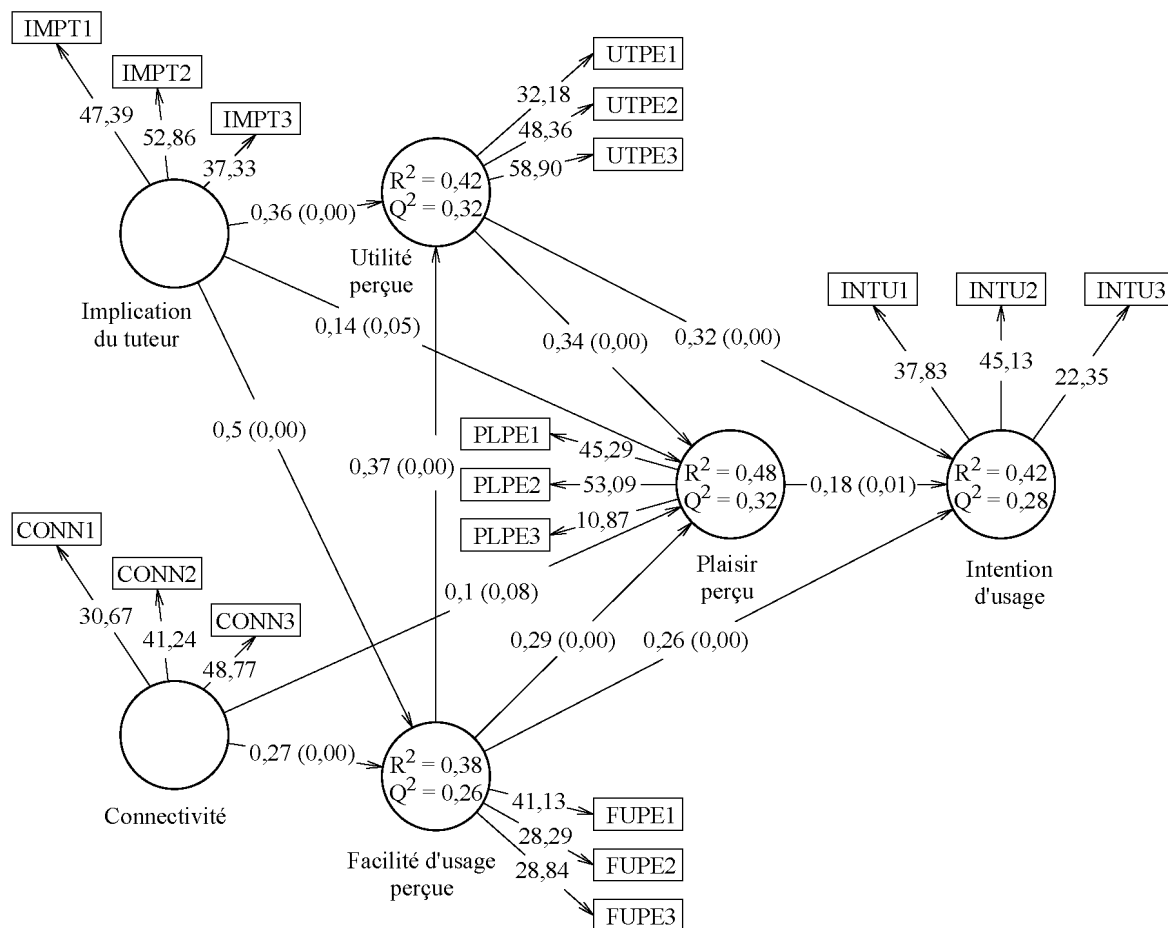 IMPT1
IMPT2
IMPT3
47,39
52,86
37,33
UTPE1
UTPE2
UTPE3
32,18
48,36
58,90
R² = 0,42
Q² = 0,32
Utilité
perçue
0,36 (0,00)
Implication
du tuteur
0,14 (0,05)
0,34 (0,00)
0,32 (0,00)
INTU1
INTU2
INTU3
37,83
45,13
22,35
0,5 (0,00)
0,37 (0,00)
PLPE1
PLPE2
PLPE3
45,29
53,09
10,87
R² = 0,48
Q² = 0,32
Plaisir
perçu
0,18 (0,01)
R² = 0,42
Q² = 0,28
Intention
d'usage
CONN1
CONN2
CONN3
30,67
41,24
48,77
0,1 (0,08)
0,29 (0,00)
0,26 (0,00)
Connectivité
0,27 (0,00)
R² = 0,38
Q² = 0,26
Facilité d'usage
perçue
41,13
28,29
28,84
FUPE1
FUPE2
FUPE3